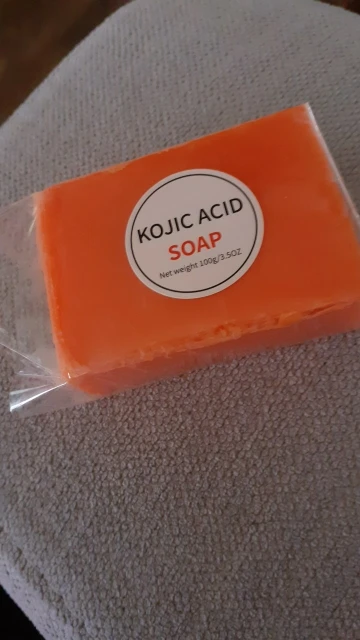 KOJIC ACID
SOAP
Net weight 100g/3.5OZ